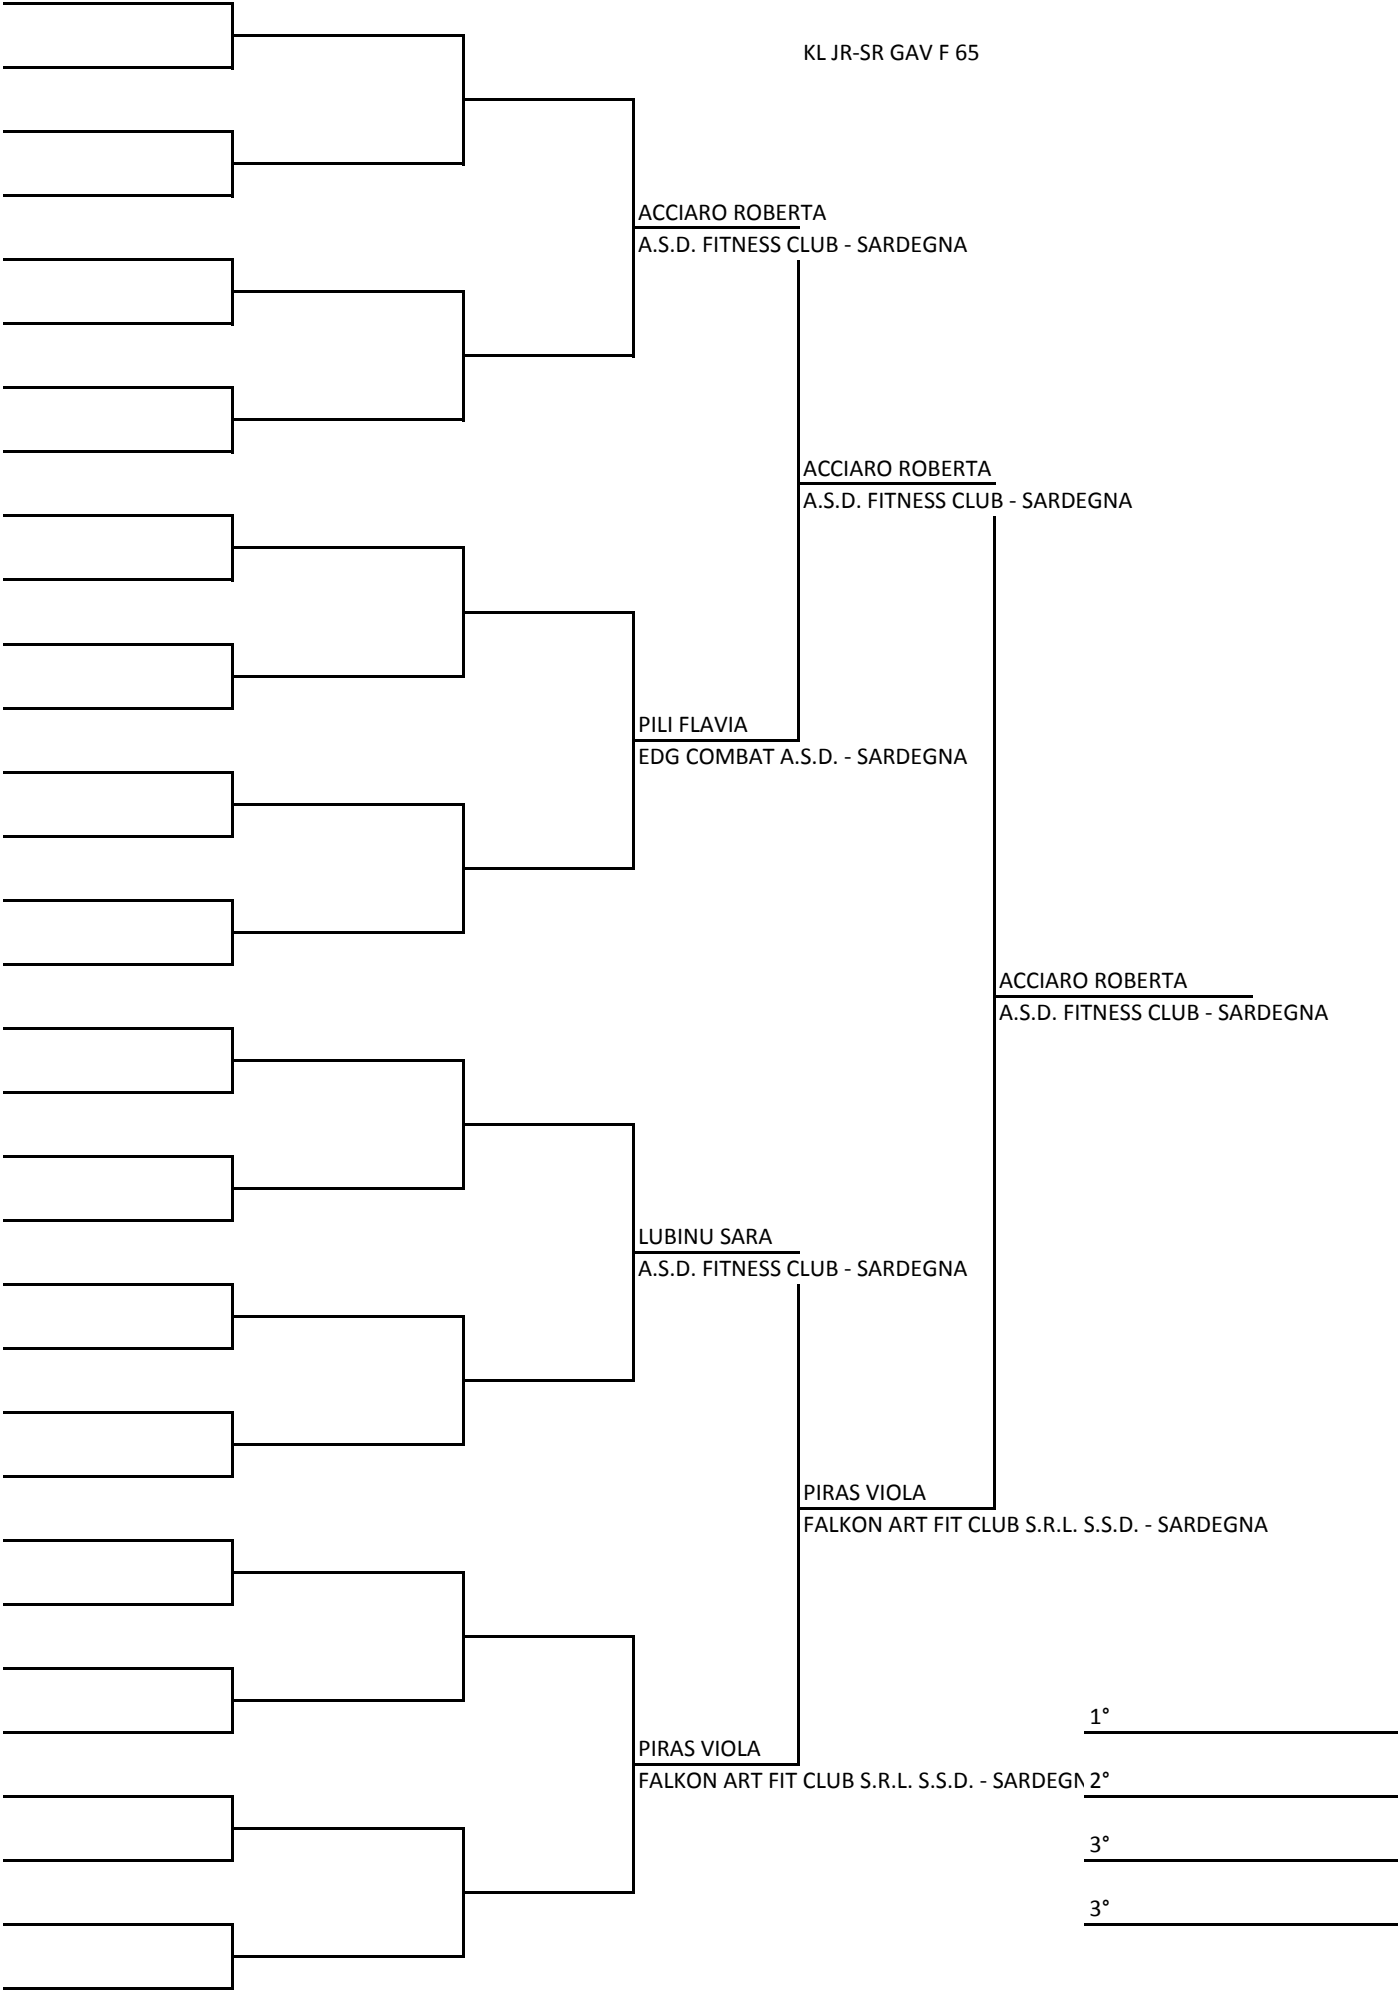 KL JR-SR GAV F 65
ACCIARO ROBERTA
A.S.D. FITNESS CLUB - SARDEGNA
ACCIARO ROBERTA
A.S.D. FITNESS CLUB - SARDEGNA
PILI FLAVIA
EDG COMBAT A.S.D. - SARDEGNA
ACCIARO ROBERTA
A.S.D. FITNESS CLUB - SARDEGNA
LUBINU SARA
A.S.D. FITNESS CLUB - SARDEGNA
PIRAS VIOLA
FALKON ART FIT CLUB S.R.L. S.S.D. - SARDEGNA
1°
PIRAS VIOLA
FALKON ART FIT CLUB S.R.L. S.S.D. - SARDEGN
2°
3°
3°